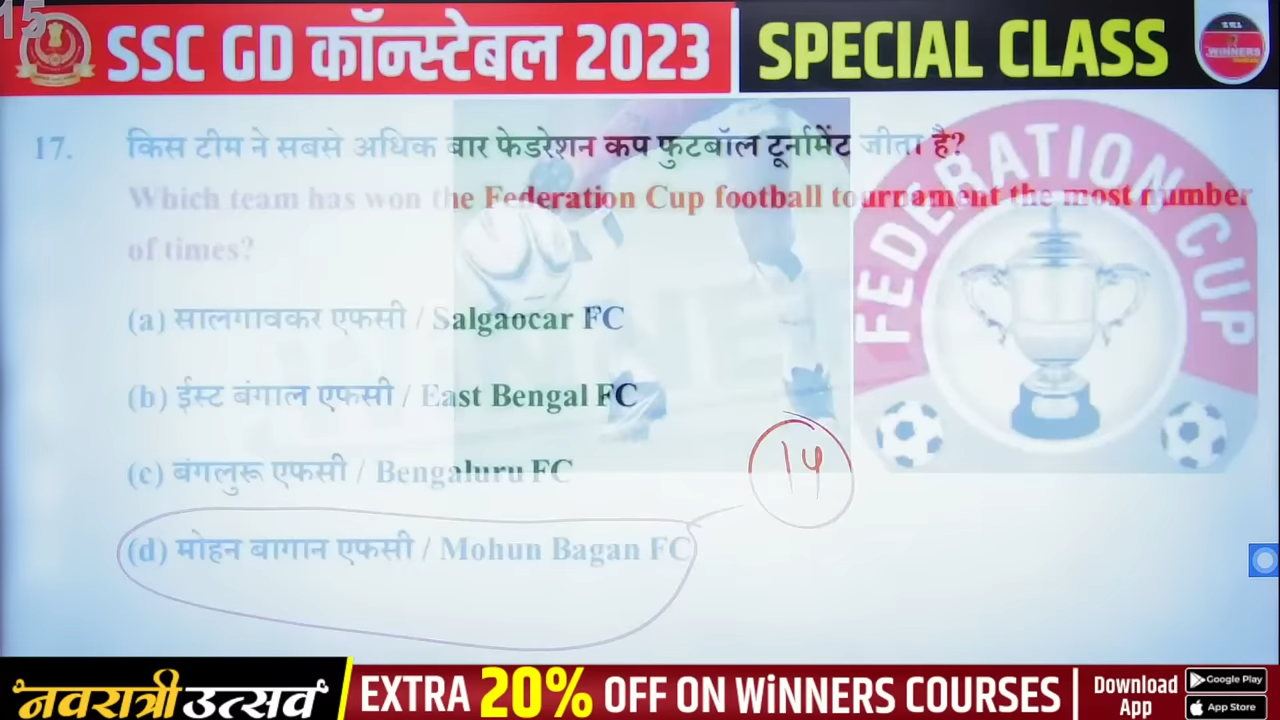 15
SSC GD कॉन्स्टेबल 2023
SPECIAL CLASS
WiNNERS
17. किस टीम ने सबसे अधिक बार फेडरेशन कप फुटबॉल टूर्नामेंट जीता है?
Which team has won the Federation Cup football tournament the most number
of times?
(a) सालगावकर एफसी / Salgaocar FC
(b) ईस्ट बंगाल एफसी / East Bengal FC
(c) बंगलुरू एफसी / Bengaluru FC
(d) मोहन बागान एफसी / Mohun Bagan FC
14
FEDERATION CUP
नवरात्री उत्सव
EXTRA 20% OFF ON WiNNERS COURSES
Download
App
Google Play
App Store